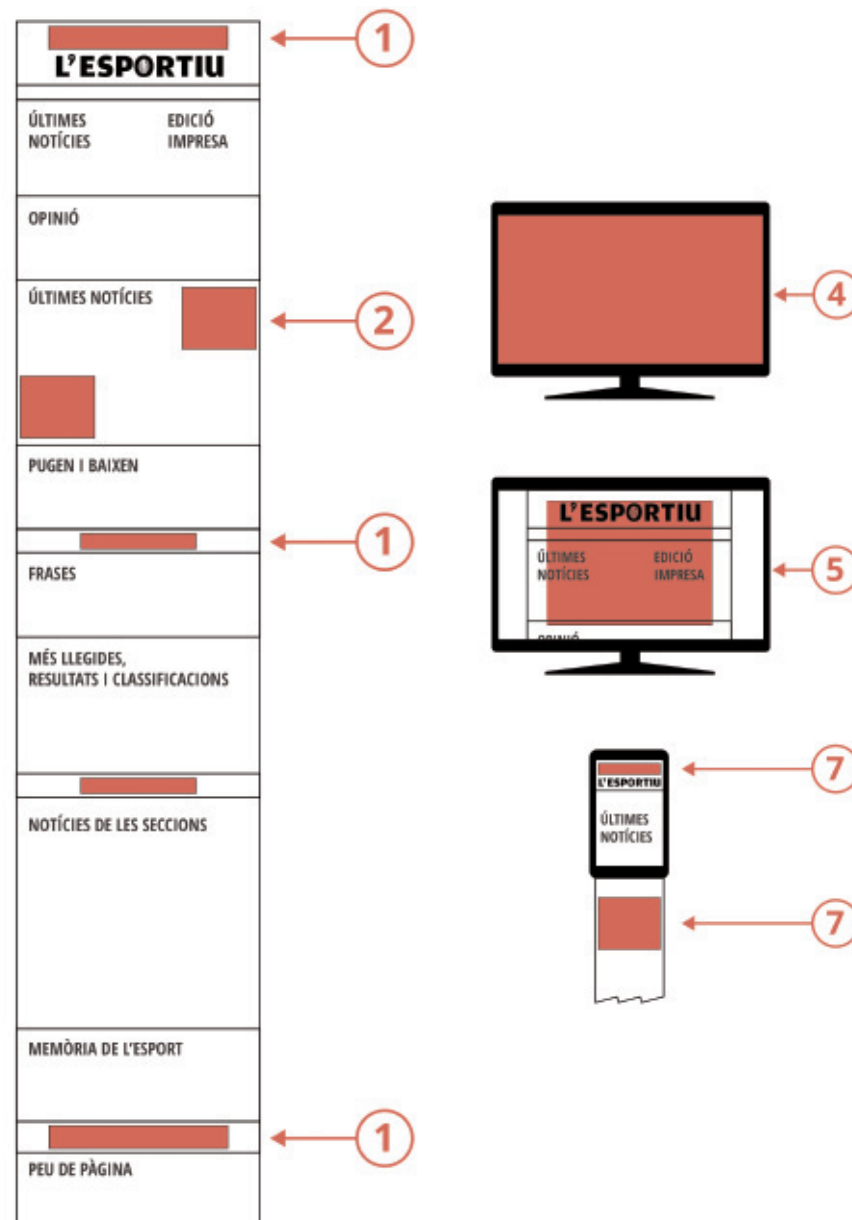 1
L'ESPORTIU
ÚLTIMES
NOTÍCIES
EDICIÓ
IMPRESA
OPINIÓ
ÚLTIMES NOTÍCIES
2
PUGEN I BAIXEN
1
FRASES
MÉS LLEGIDES,
RESULTATS I CLASSIFICACIONS
NOTÍCIES DE LES SECCIONS
MEMÒRIA DE L'ESPORT
1
PEU DE PÀGINA
4
L'ESPORTIU
ÚLTIMES
NOTÍCIES
EDICIÓ
IMPRESA
OPINIÓ
5
7
L'ESPORTIU
ÚLTIMES
NOTÍCIES
7